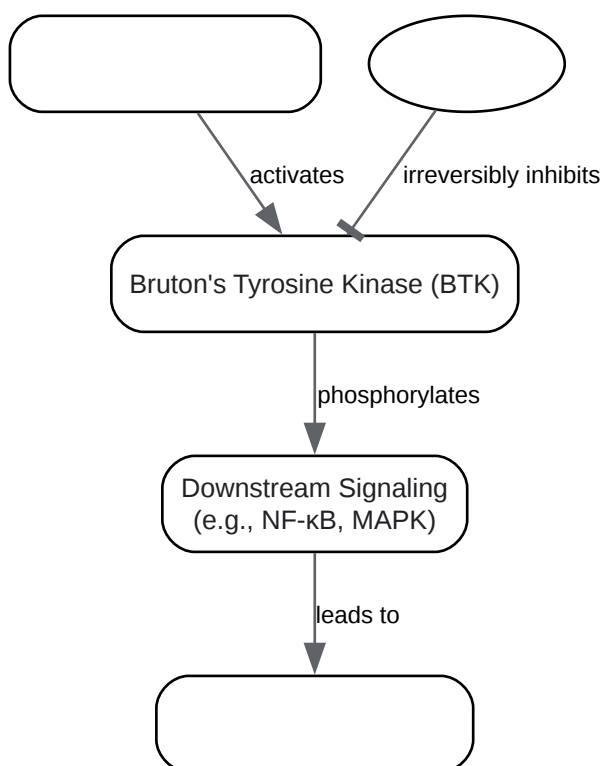 activates
irreversibly inhibits
Bruton's Tyrosine Kinase (BTK)
phosphorylates
Downstream Signaling
(e.g., NF-κB, MAPK)
leads to